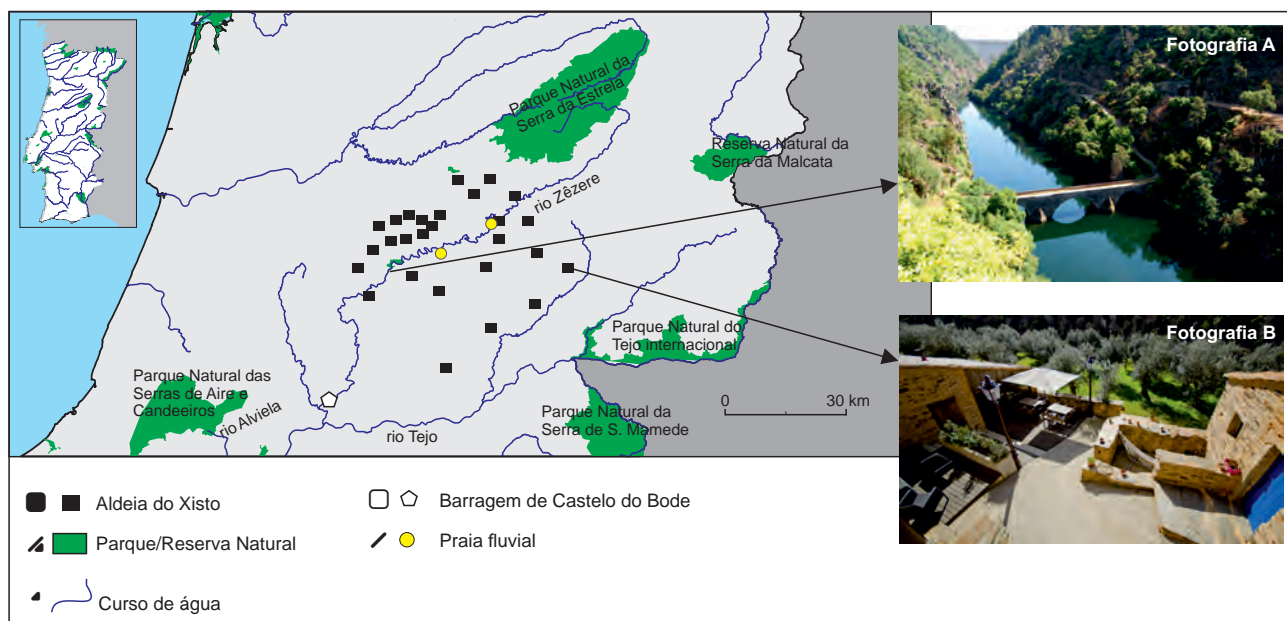 Fotografia A
Parque Natural da
Serra da Estrela
Reserva Natural da
Serra da Malcata
rio Zêzere
Fotografia B
Parque Natural do
Tejo internacional
Parque Natural das
Serras de Aire e
Candeeiros
rio Alviela
rio Tejo
Parque Natural da
Serra de S. Mamede
0 30 km
Aldeia do Xisto
Barragem de Castelo do Bode
Parque/Reserva Natural
Praia fluvial
Curso de água